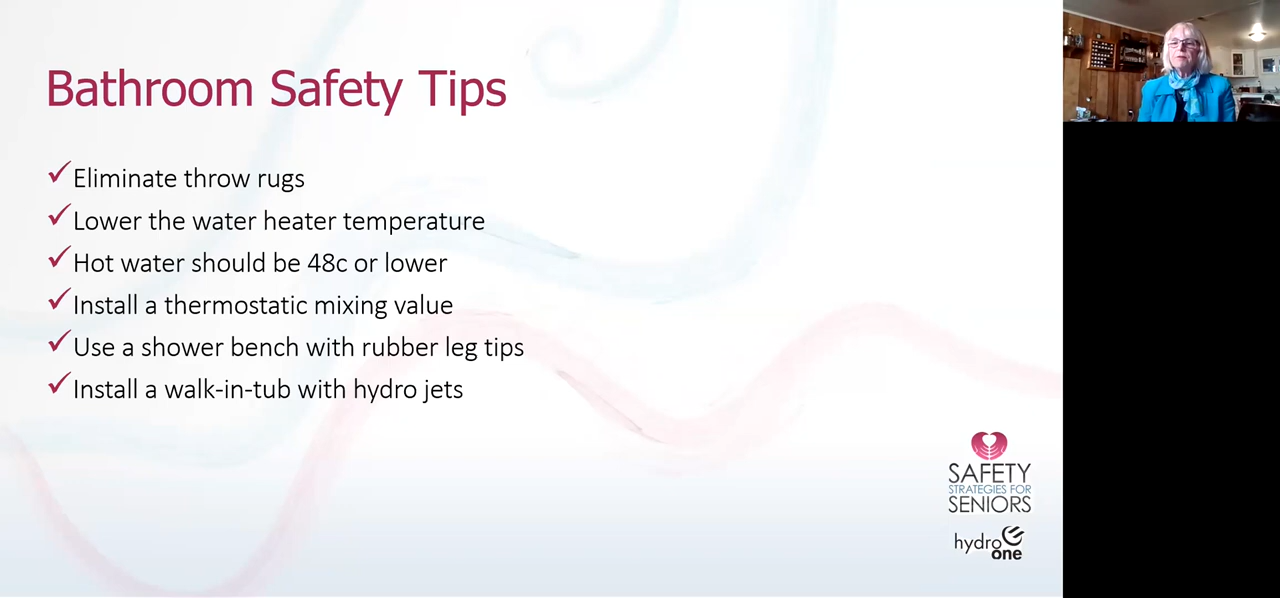 Bathroom Safety Tips
Eliminate throw rugs
Lower the water heater temperature
Hot water should be 48c or lower
Install a thermostatic mixing value
Use a shower bench with rubber leg tips
Install a walk-in-tub with hydro jets
SAFETY
STRATEGIES FOR
SENIORS
hydro
one